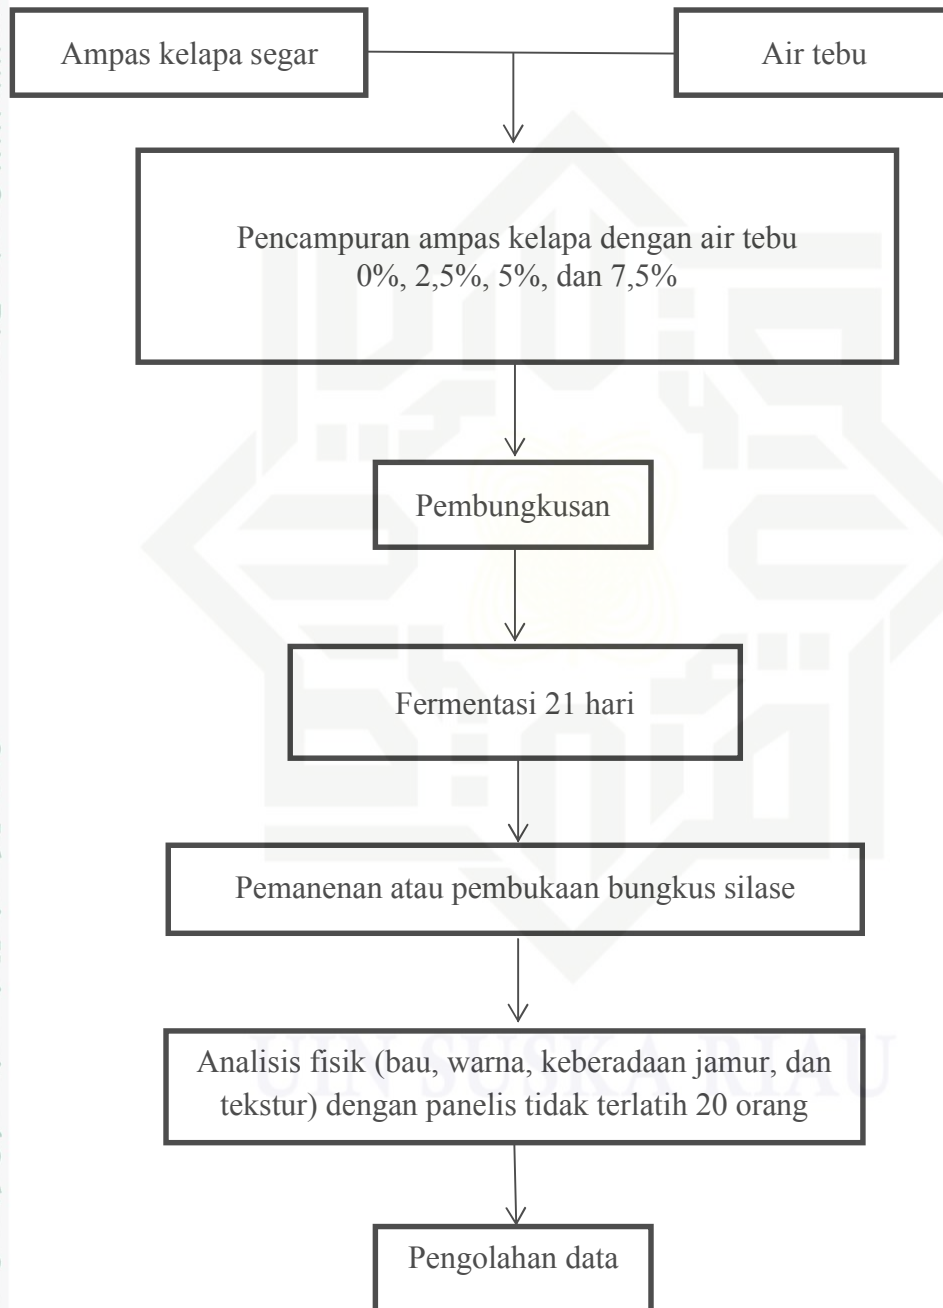 Ampas kelapa segar
Air tebu
Pencampuran ampas kelapa dengan air tebu
0%, 2,5%, 5%, dan 7,5%
Pembungkusan
Fermentasi 21 hari
Pemanenan atau pembukaan bungkus silase
Analisis fisik (bau, warna, keberadaan jamur, dan
tekstur) dengan panelis tidak terlatih 20 orang
UIN SUSKA RIAU
Pengolahan data